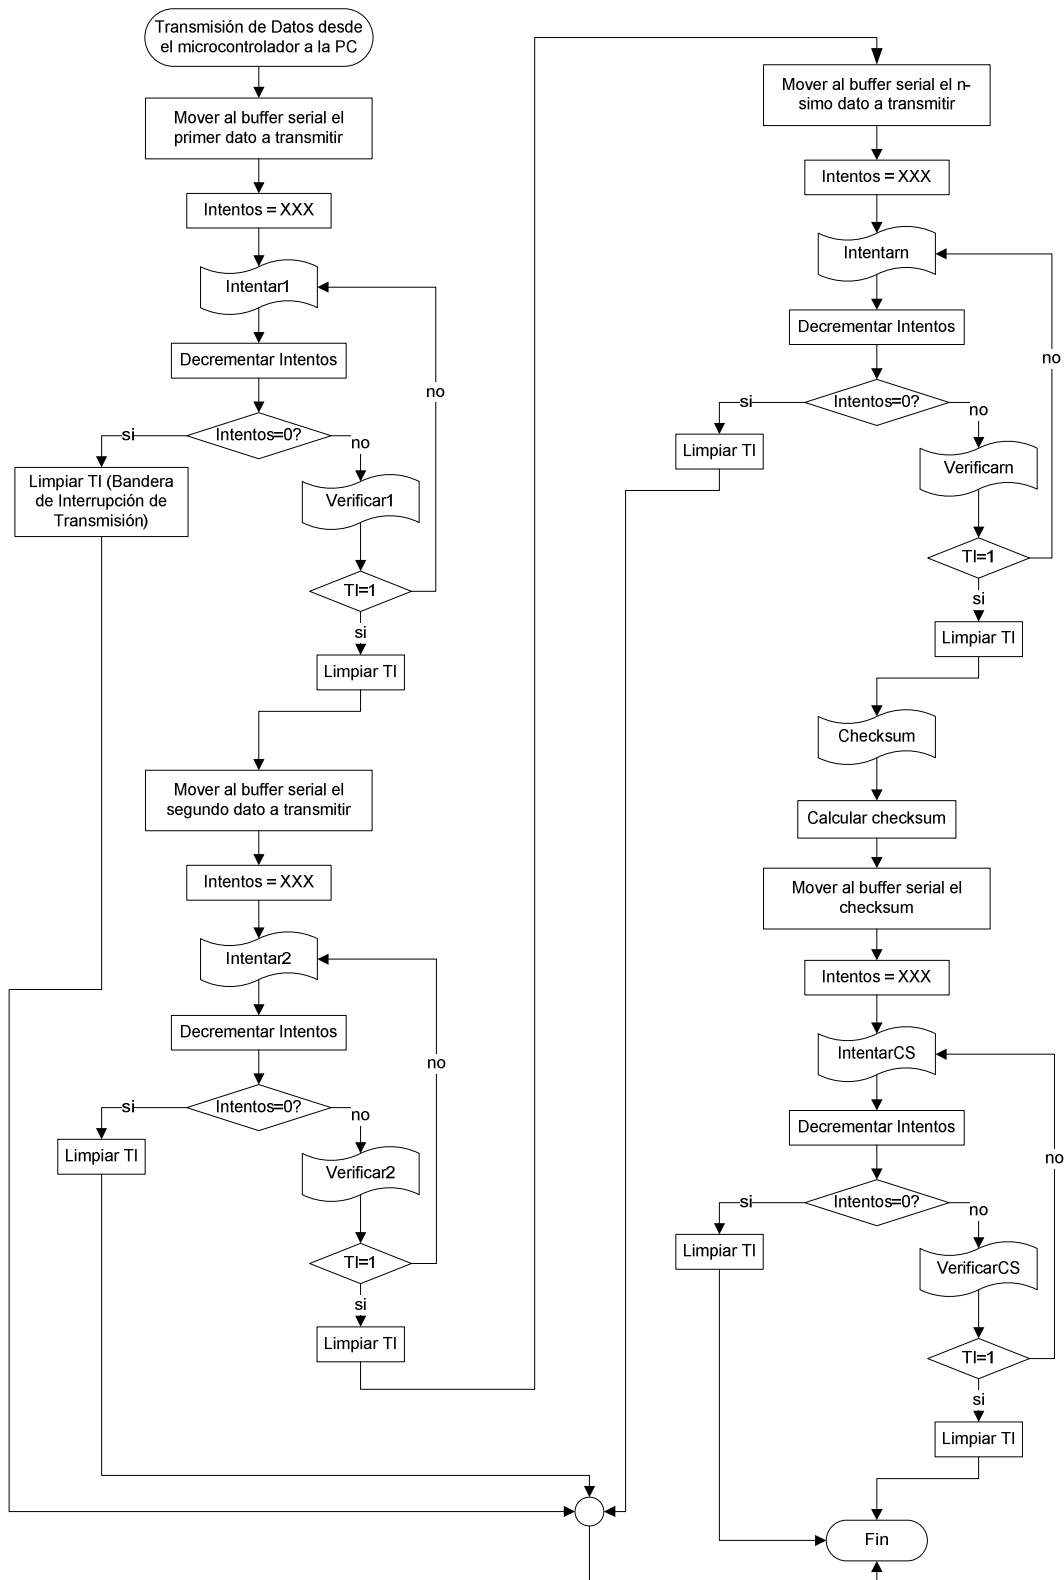 Transmisión de Datos desde
el microcontrolador a la PC
Mover al buffer serial el
primer dato a transmitir
Intentos = XXX
Intentar1
Decrementar Intentos
Intentos=0?
si
no
no
Limpiar TI (Bandera
de Interrupción de
Transmisión)
Verificar1
TI=1
si
Limpiar TI
Mover al buffer serial el
segundo dato a transmitir
Intentos = XXX
Intentar2
Decrementar Intentos
Intentos=0?
si
no
no
Limpiar TI
Verificar2
TI=1
si
Limpiar TI
Mover al buffer serial el n-
simo dato a transmitir
Intentos = XXX
Intentarn
Decrementar Intentos
no
Intentos=0?
si
no
Limpiar TI
Verificarn
TI=1
si
Limpiar TI
Checksum
Calcular checksum
Mover al buffer serial el
checksum
Intentos = XXX
IntentarCS
Decrementar Intentos
no
Intentos=0?
si
no
Limpiar TI
VerificarCS
TI=1
si
Limpiar TI
Fin